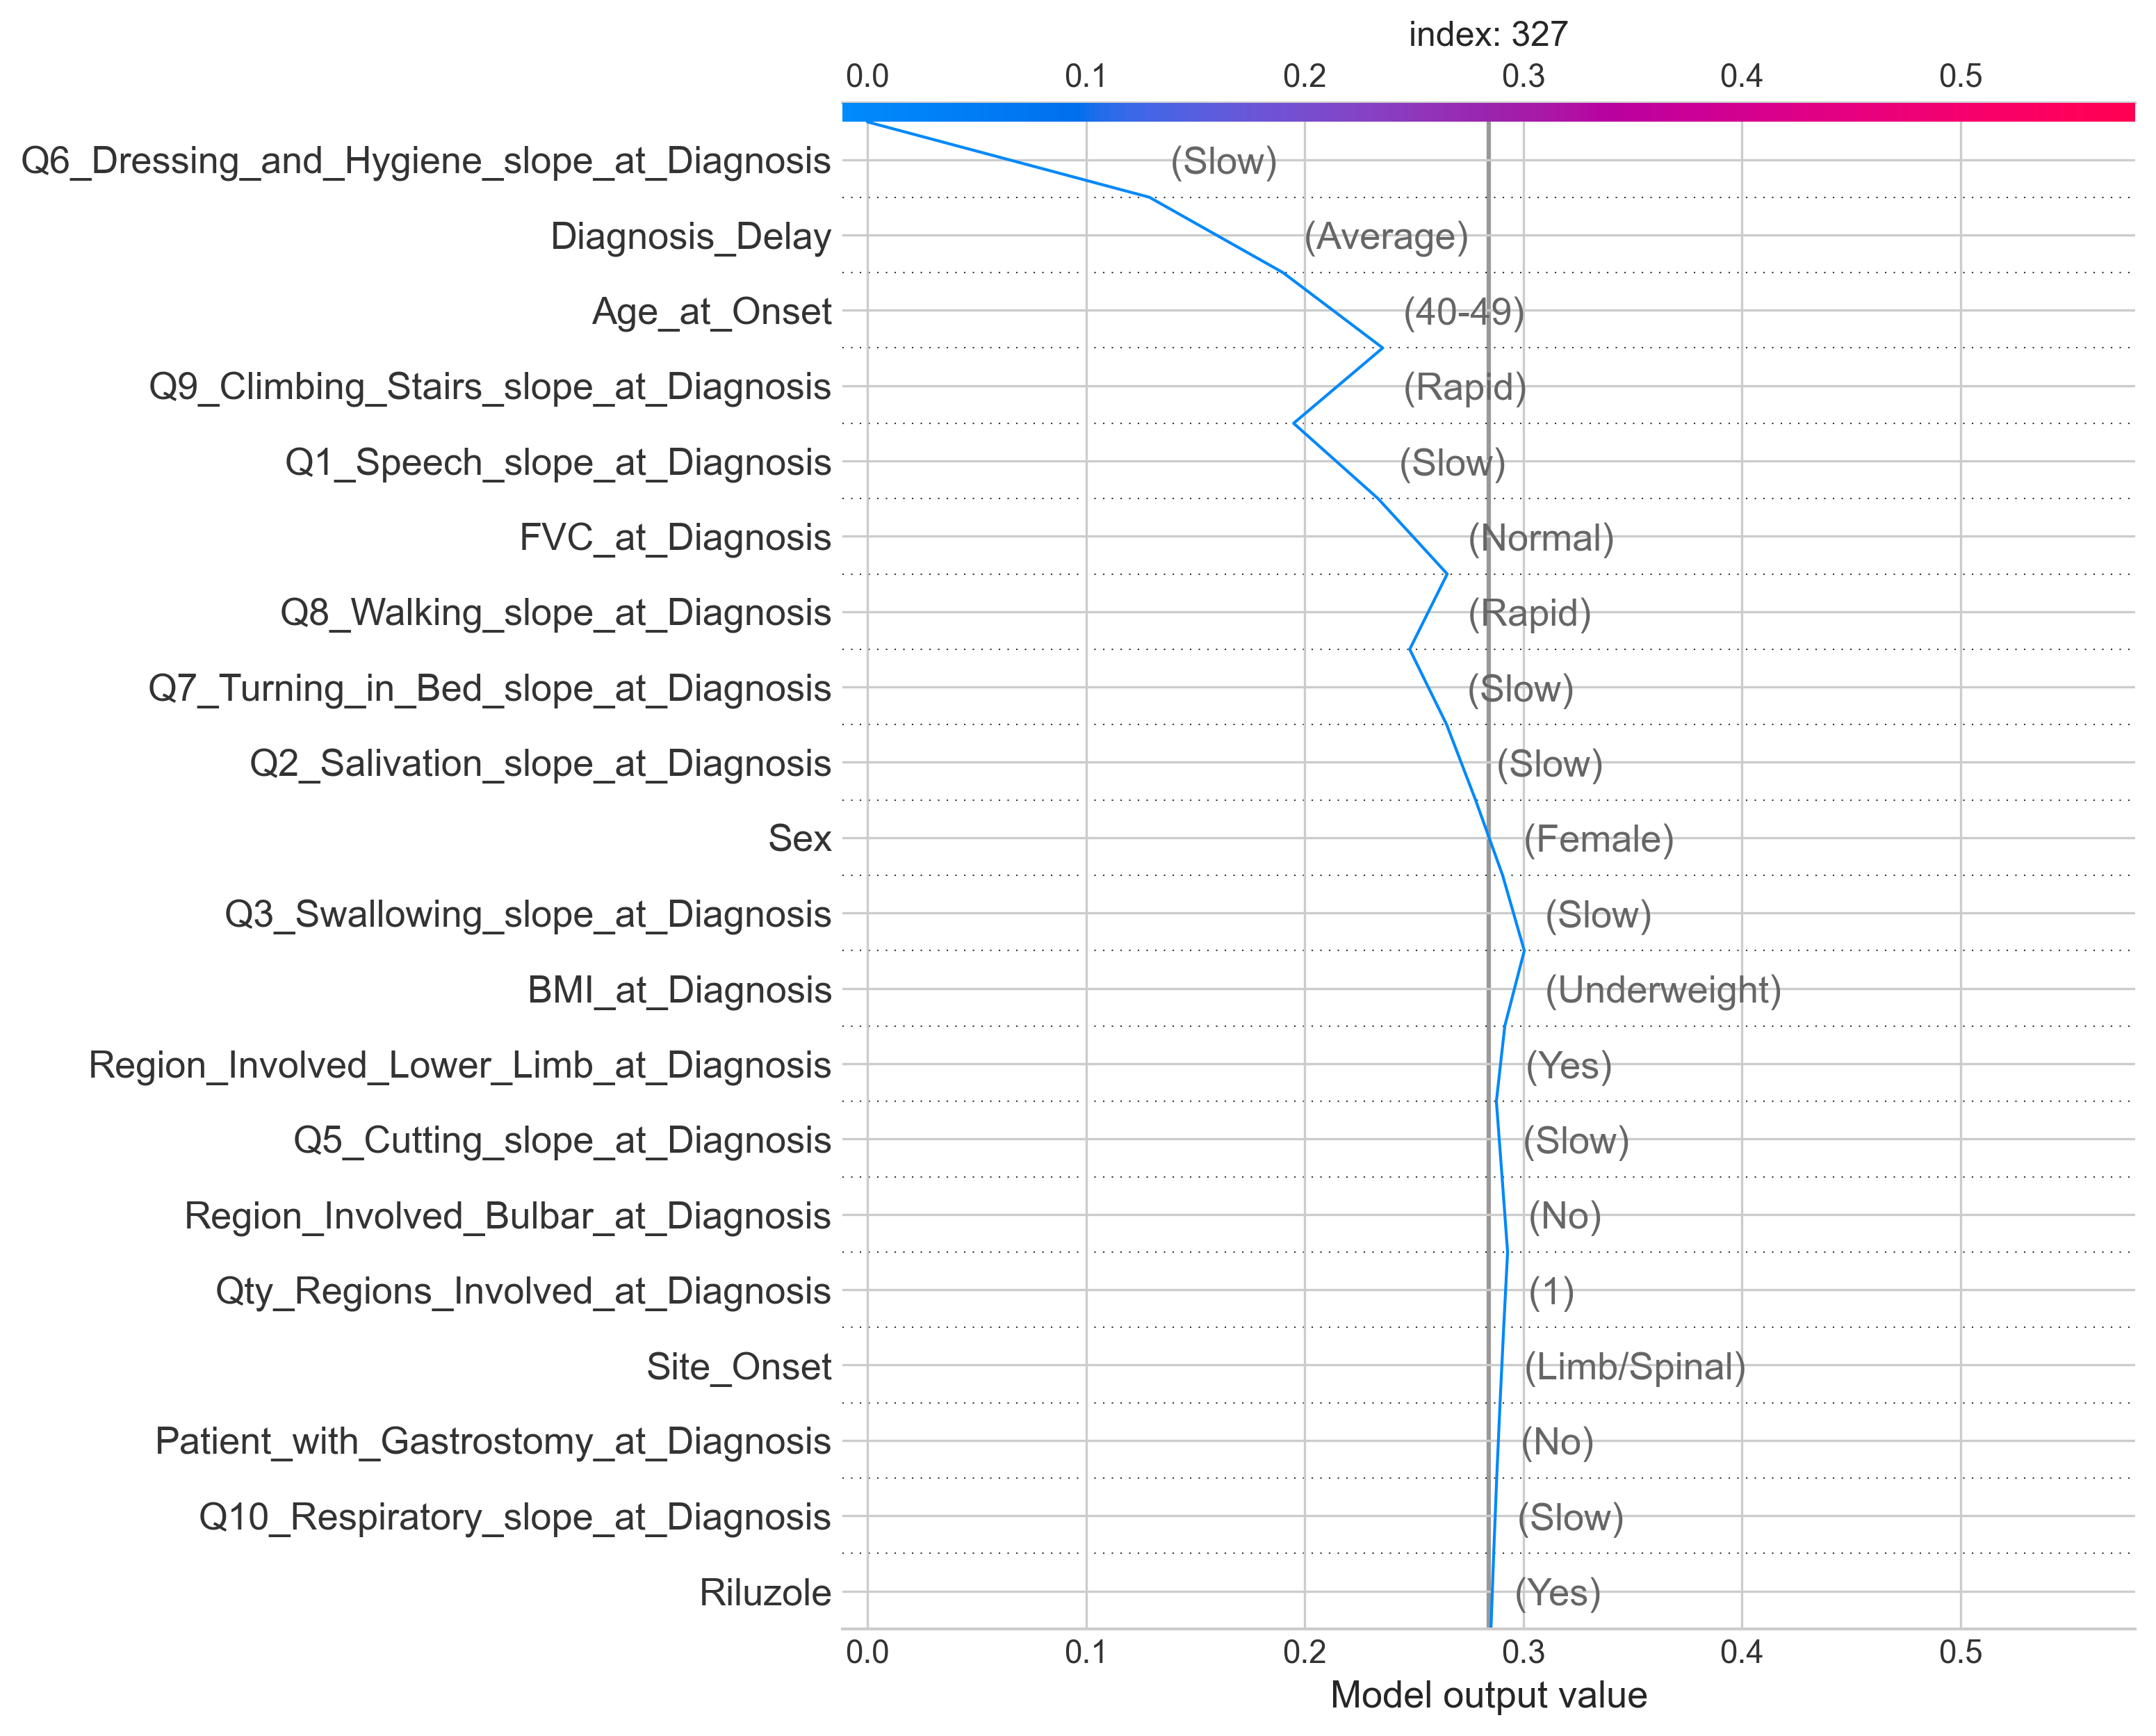 index: 327
0.0 0.1 0.2 0.3 0.4 0.5
Q6_Dressing_and_Hygiene_slope_at_Diagnosis (Slow)
Diagnosis_Delay (Average)
Age_at_Onset (40-49)
Q9_Climbing_Stairs_slope_at_Diagnosis (Rapid)
Q1_Speech_slope_at_Diagnosis (Slow)
FVC_at_Diagnosis (Normal)
Q8_Walking_slope_at_Diagnosis (Rapid)
Q7_Turning_in_Bed_slope_at_Diagnosis (Slow)
Q2_Salivation_slope_at_Diagnosis (Slow)
Sex (Female)
Q3_Swallowing_slope_at_Diagnosis (Slow)
BMI_at_Diagnosis (Underweight)
Region_Involved_Lower_Limb_at_Diagnosis (Yes)
Q5_Cutting_slope_at_Diagnosis (Slow)
Region_Involved_Bulbar_at_Diagnosis (No)
Qty_Regions_Involved_at_Diagnosis (1)
Site_Onset (Limb/Spinal)
Patient_with_Gastrostomy_at_Diagnosis (No)
Q10_Respiratory_slope_at_Diagnosis (Slow)
Riluzole (Yes)
0.0 0.1 0.2 0.3 0.4 0.5
Model output value